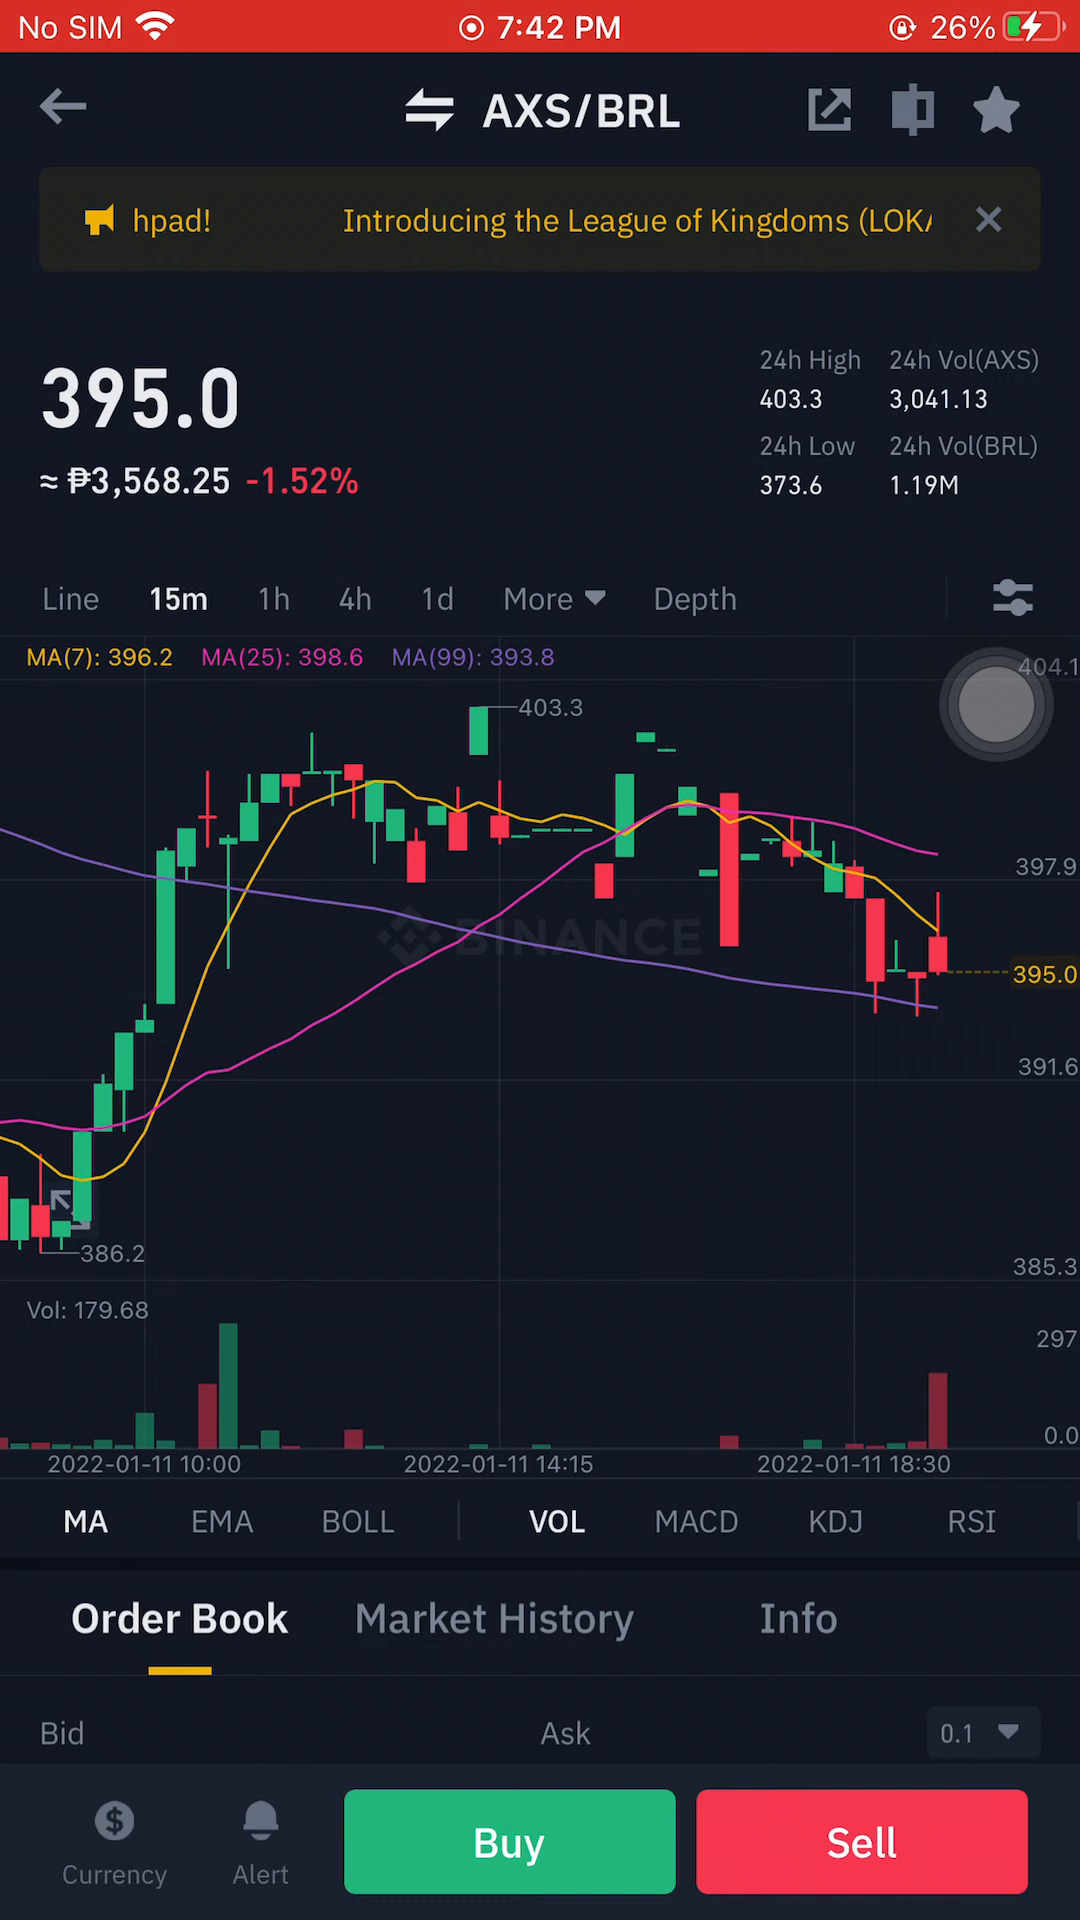 No SIM 7:42 PM 26%
AXS/BRL
hpad! Introducing the League of Kingdoms (LOKA
395.0
≈ ₱3,568.25 -1.52%
24h High 24h Vol(AXS)
403.3 3,041.13
24h Low 24h Vol(BRL)
373.6 1.19M
Line 15m 1h 4h 1d More Depth
MA(7): 396.2 MA(25): 398.6 MA(99): 393.8
404.1
403.3
397.9
BINANCE
395.0
391.6
386.2
385.3
Vol: 179.68
297
0.0
2022-01-11 10:00 2022-01-11 14:15 2022-01-11 18:30
MA EMA BOLL VOL MACD KDJ RSI
Order Book Market History Info
Bid Ask 0.1
Currency Alert Buy Sell